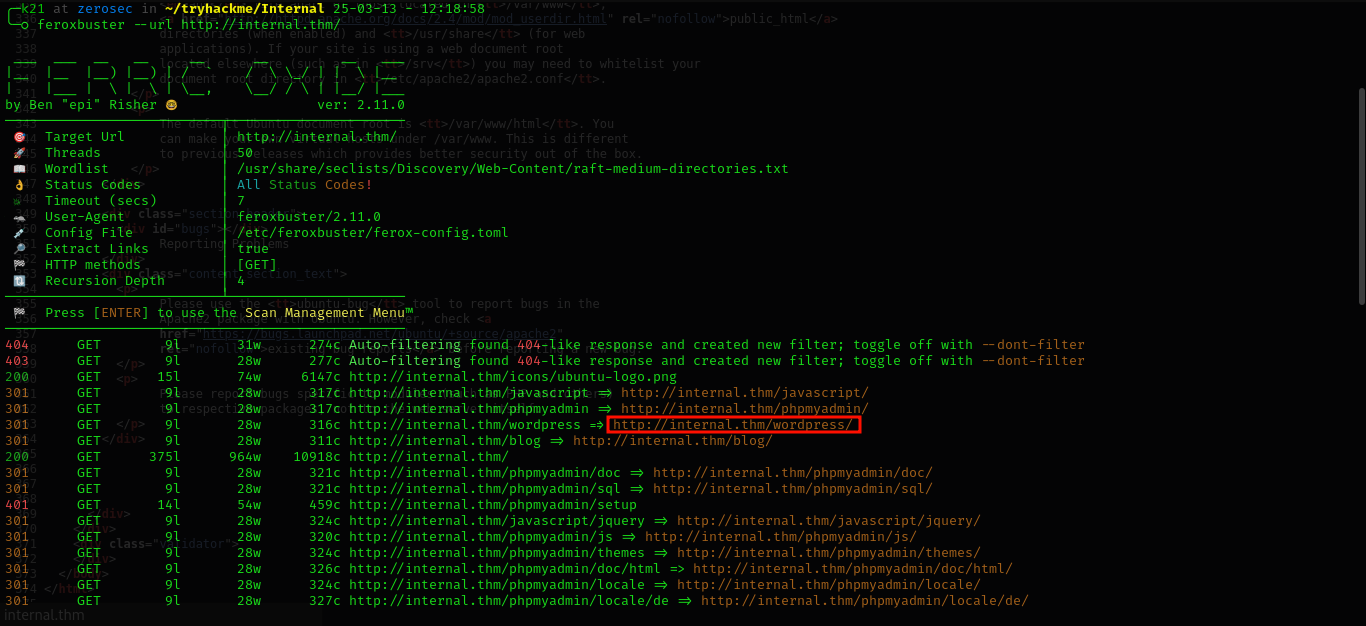 k21 at zerosec in ~/tryhackme/Internal 25-03-13 - 12:18:58
feroxbuster --url http://internal.thm/
FERRIC OXIDE
by Ben "epi" Risher 🤓 ver: 2.11.0
🎯 Target Url │ http://internal.thm/
🚀 Threads │ 50
📖 Wordlist │ /usr/share/seclists/Discovery/Web-Content/raft-medium-directories.txt
👌 Status Codes │ All Status Codes!
💥 Timeout (secs) │ 7
🦡 User-Agent │ feroxbuster/2.11.0
💉 Config File │ /etc/feroxbuster/ferox-config.toml
🔎 Extract Links │ true
🏁 HTTP methods │ [GET]
🔃 Recursion Depth │ 4
🏁 Press [ENTER] to use the Scan Management Menu™
404 GET 9l 31w 274c Auto-filtering found 404-like response and created new filter; toggle off with --dont-filter
403 GET 9l 28w 277c Auto-filtering found 404-like response and created new filter; toggle off with --dont-filter
200 GET 15l 74w 6147c http://internal.thm/icons/ubuntu-logo.png
301 GET 9l 28w 317c http://internal.thm/javascript => http://internal.thm/javascript/
301 GET 9l 28w 317c http://internal.thm/phpmyadmin => http://internal.thm/phpmyadmin/
301 GET 9l 28w 316c http://internal.thm/wordpress => http://internal.thm/wordpress/
301 GET 9l 28w 311c http://internal.thm/blog => http://internal.thm/blog/
200 GET 375l 964w 10918c http://internal.thm/
301 GET 9l 28w 321c http://internal.thm/phpmyadmin/doc => http://internal.thm/phpmyadmin/doc/
301 GET 9l 28w 321c http://internal.thm/phpmyadmin/sql => http://internal.thm/phpmyadmin/sql/
401 GET 14l 54w 459c http://internal.thm/phpmyadmin/setup
301 GET 9l 28w 324c http://internal.thm/javascript/jquery => http://internal.thm/javascript/jquery/
301 GET 9l 28w 320c http://internal.thm/phpmyadmin/js => http://internal.thm/phpmyadmin/js/
301 GET 9l 28w 324c http://internal.thm/phpmyadmin/themes => http://internal.thm/phpmyadmin/themes/
301 GET 9l 28w 326c http://internal.thm/phpmyadmin/doc/html => http://internal.thm/phpmyadmin/doc/html/
301 GET 9l 28w 324c http://internal.thm/phpmyadmin/locale => http://internal.thm/phpmyadmin/locale/
301 GET 9l 28w 327c http://internal.thm/phpmyadmin/locale/de => http://internal.thm/phpmyadmin/locale/de/
internal.thm